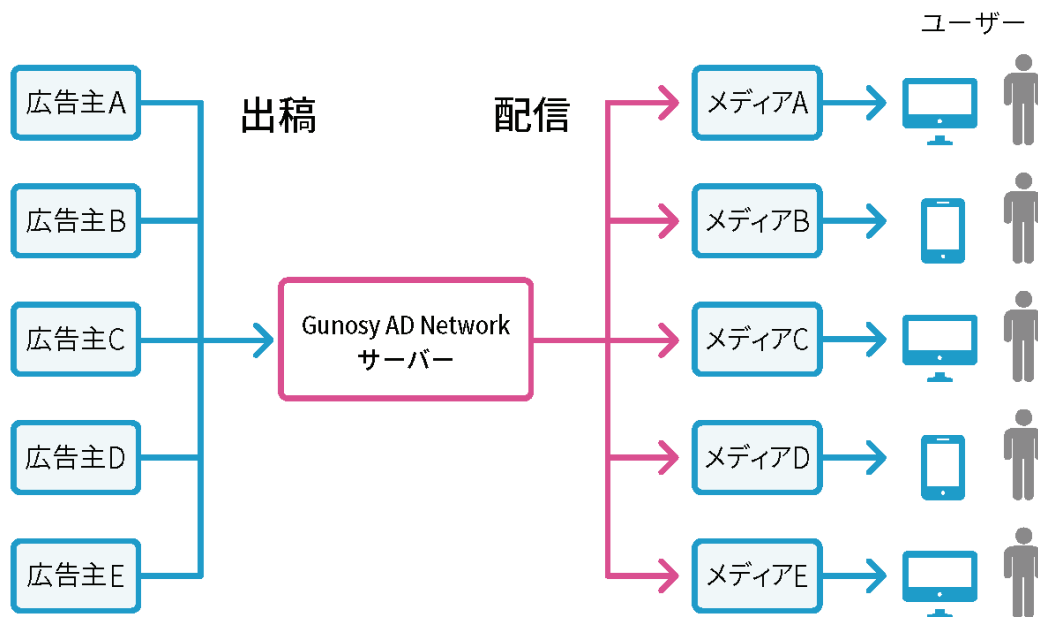 ユーザー
広告主A
出稿
配信
メディアA
広告主B
メディアB
広告主C
Gunosy AD Network
サーバー
メディアC
広告主D
メディアD
広告主E
メディアE